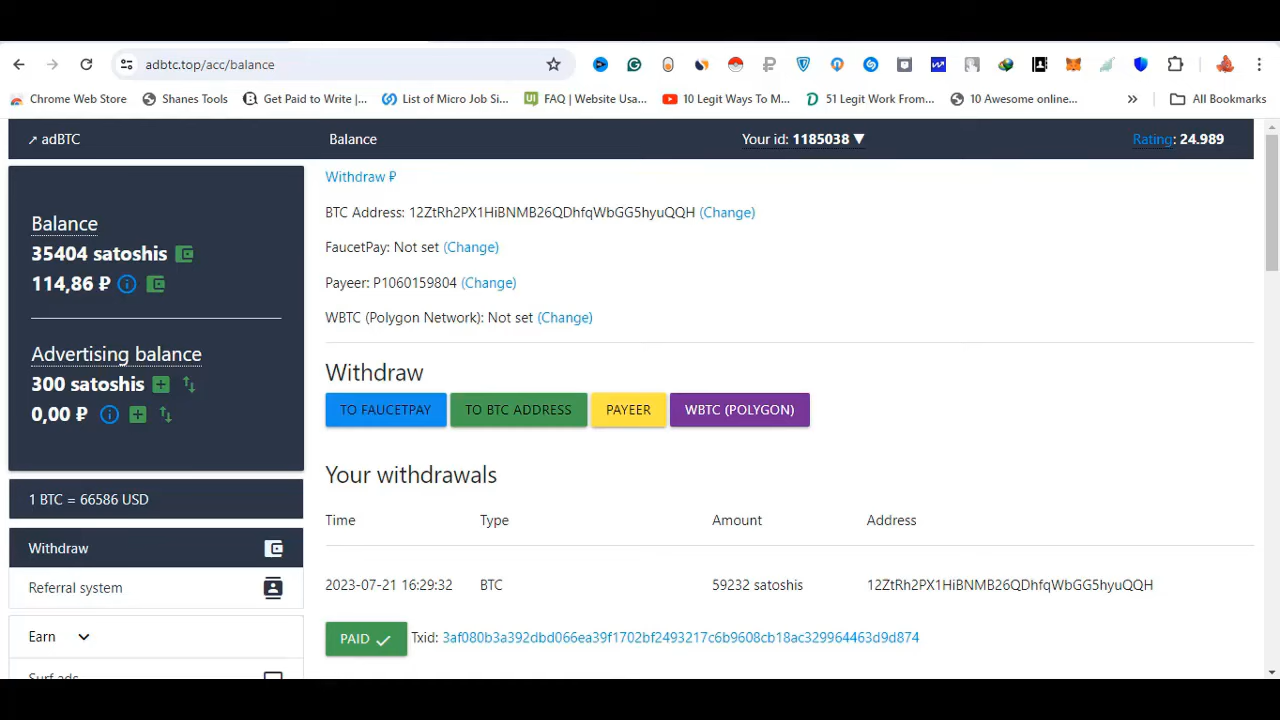 adbtc.top/acc/balance
Chrome Web Store Shanes Tools Get Paid to Write |... List of Micro Job Si... FAQ | Website Usa... 10 Legit Ways To M... 51 Legit Work From... 10 Awesome online... » All Bookmarks
↗ adBTC Balance Your id: 1185038 ▼ Rating: 24.989
Balance
35404 satoshis
114,86 ₽
Advertising balance
300 satoshis
0,00 ₽
1 BTC = 66586 USD
Withdraw
Referral system
Earn
Surf ads
Withdraw ₽
BTC Address: 12ZtRh2PX1HiBNMB26QDhfqWbGG5hyuQQH (Change)
FaucetPay: Not set (Change)
Payeer: P1060159804 (Change)
WBTC (Polygon Network): Not set (Change)
Withdraw
TO FAUCETPAY TO BTC ADDRESS PAYEER WBTC (POLYGON)
Your withdrawals
Time Type Amount Address
2023-07-21 16:29:32 BTC 59232 satoshis 12ZtRh2PX1HiBNMB26QDhfqWbGG5hyuQQH
PAID Txid: 3af080b3a392dbd066ea39f1702bf2493217c6b9608cb18ac329964463d9d874